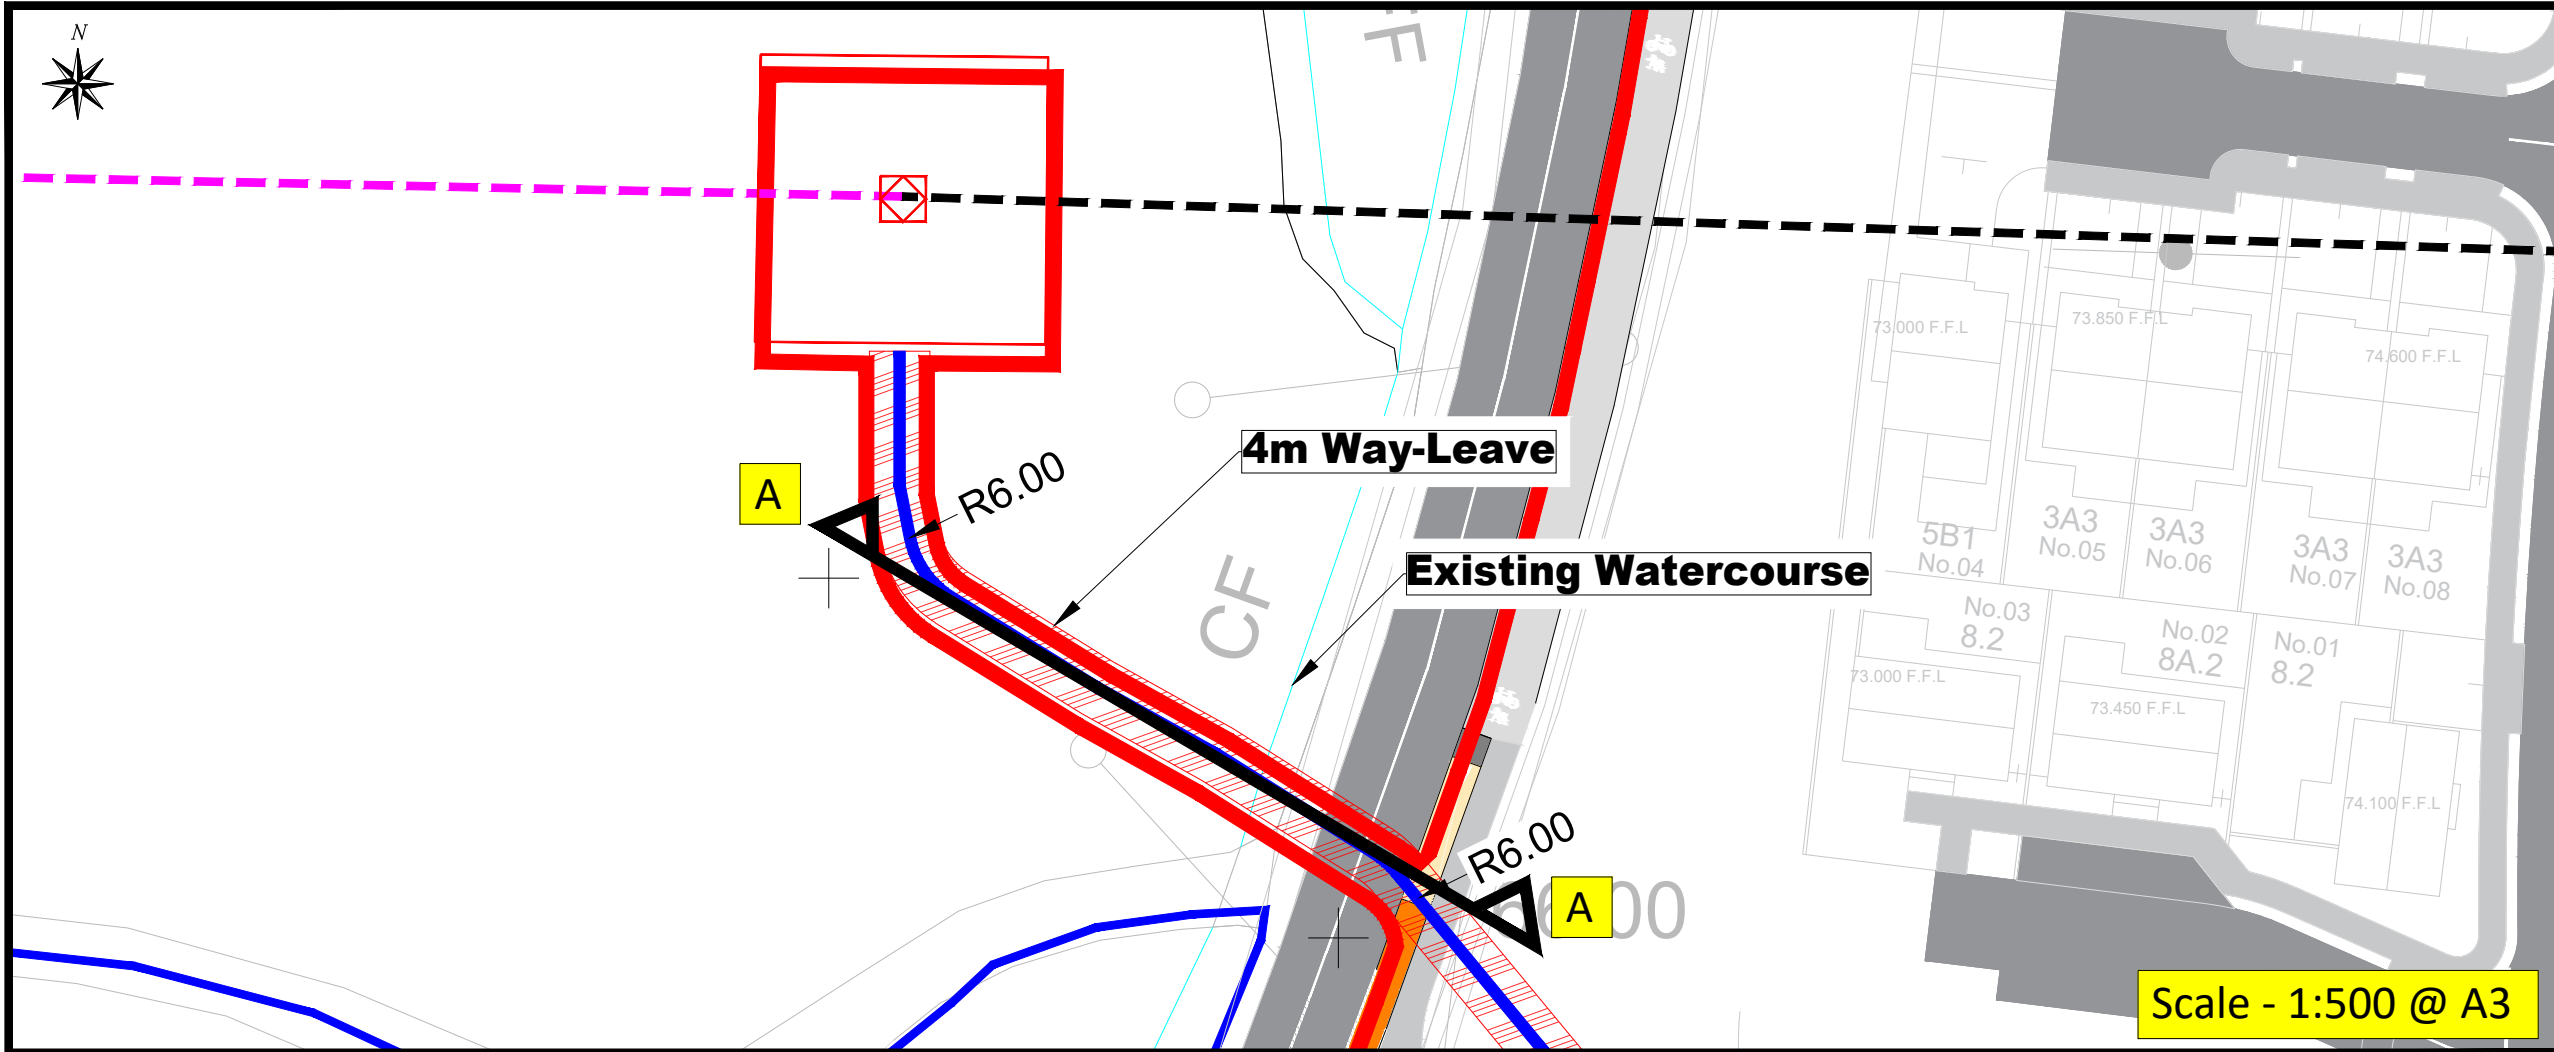 N
CF
73.000 F.F.L
73.850 F.F.L
74.600 F.F.L
4m Way-Leave
A
R6.00
Existing Watercourse
CF
5B1
No.04
3A3
No.05
3A3
No.06
3A3
No.07
3A3
No.08
No.03
8.2
No.02
8A.2
No.01
8.2
73.000 F.F.L
73.450 F.F.L
74.100 F.F.L
R6.00
A
Scale - 1:500 @ A3